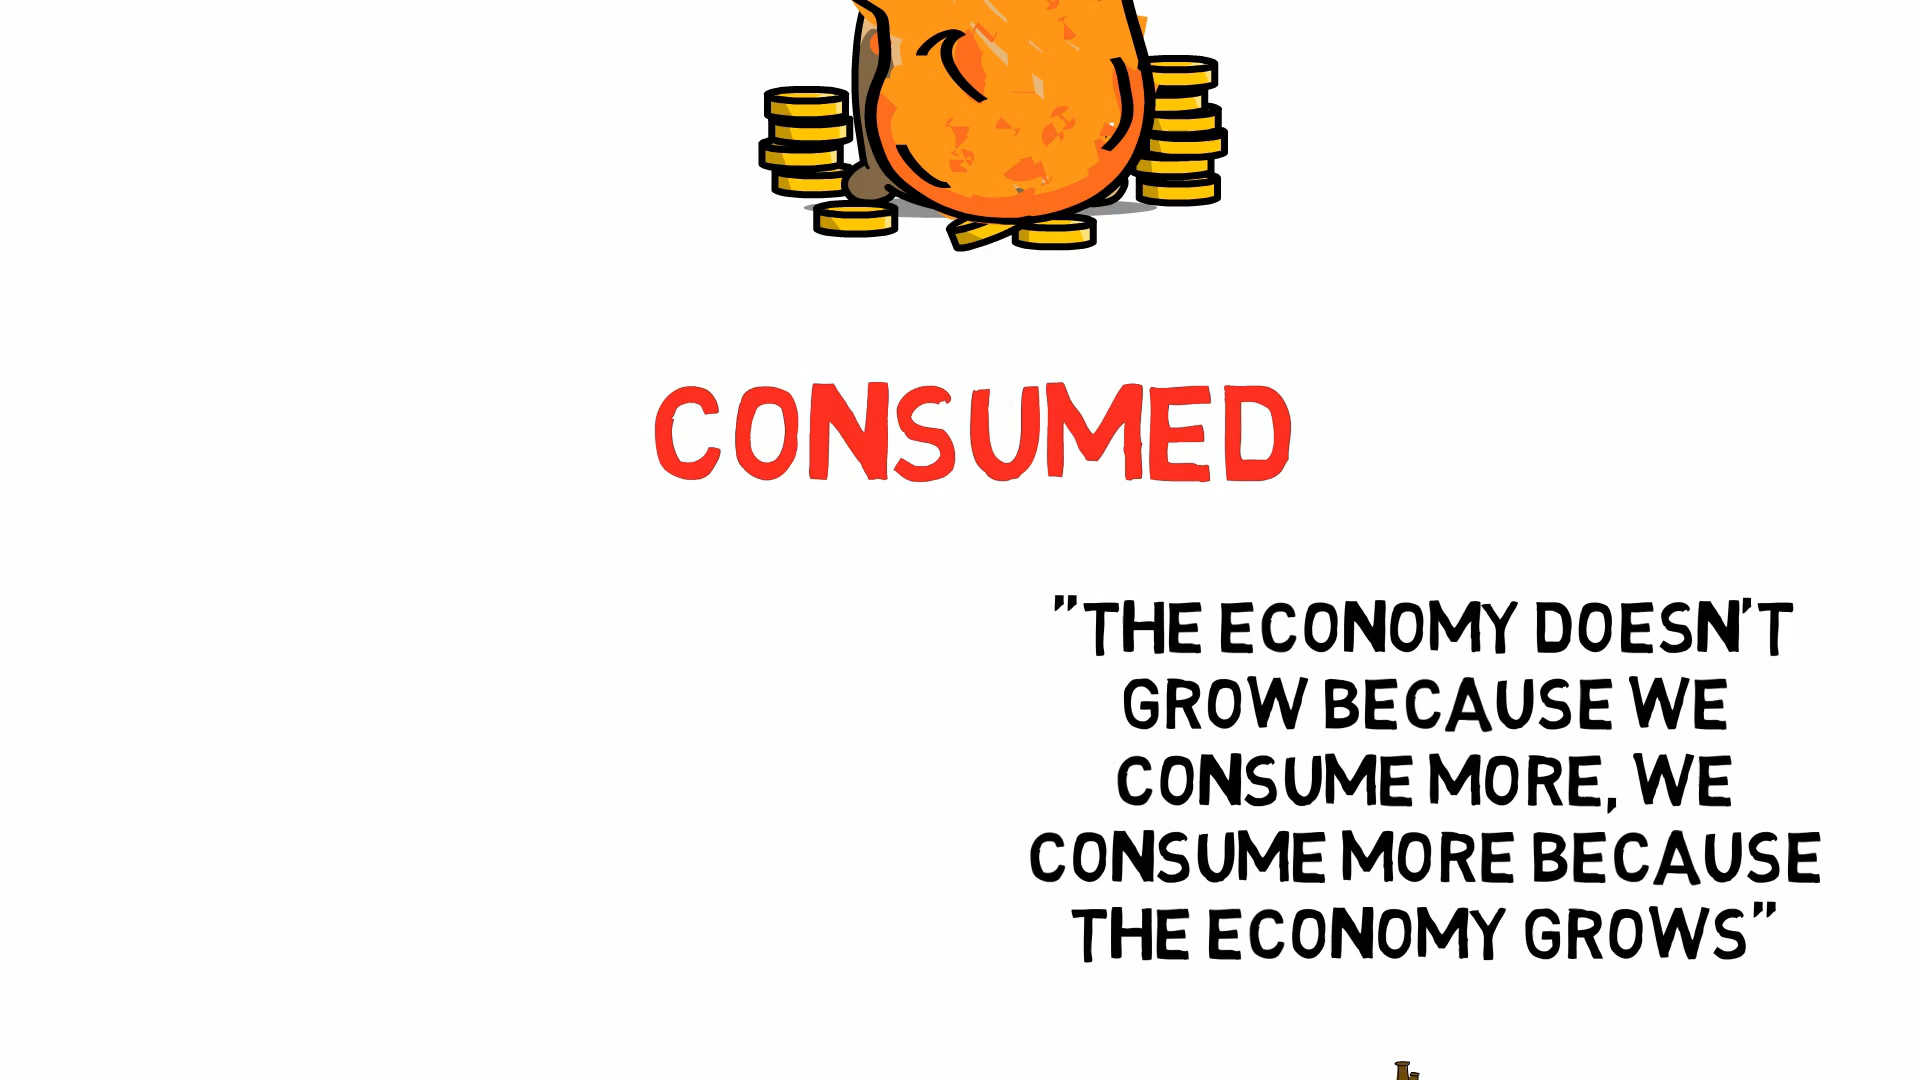 CONSUMED
"THE ECONOMY DOESN'T
GROW BECAUSE WE
CONSUME MORE, WE
CONSUME MORE BECAUSE
THE ECONOMY GROWS"